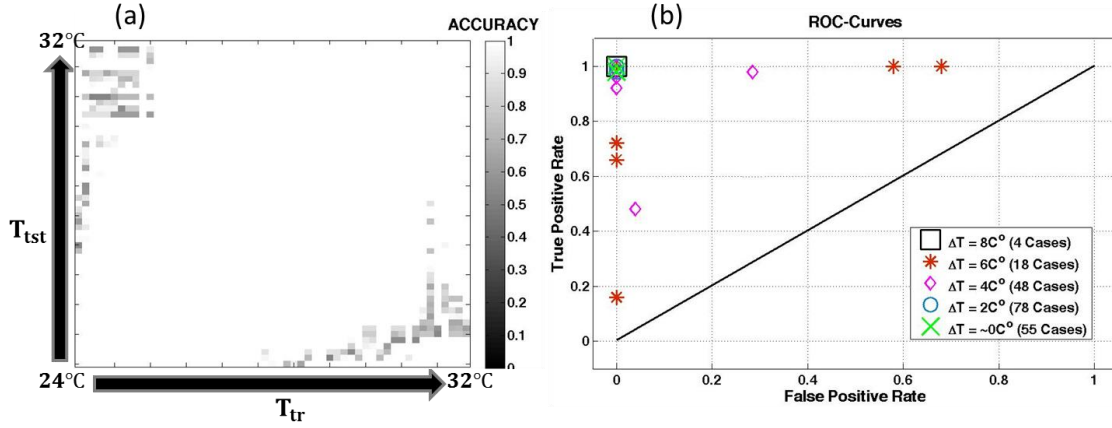 (a)
ACCURACY
32°C
1
0.9
0.8
0.7
0.6
0.5
0.4
0.3
0.2
0.1
0
T_tst
24°C
32°C
T_tr
(b)
ROC-Curves
True Positive Rate
1
0.8
0.6
0.4
0.2
0
0
0.2
0.4
0.6
0.8
1
False Positive Rate
ΔT = 8C° (4 Cases)
ΔT = 6C° (18 Cases)
ΔT = 4C° (48 Cases)
ΔT = 2C° (78 Cases)
ΔT = ~0C° (55 Cases)